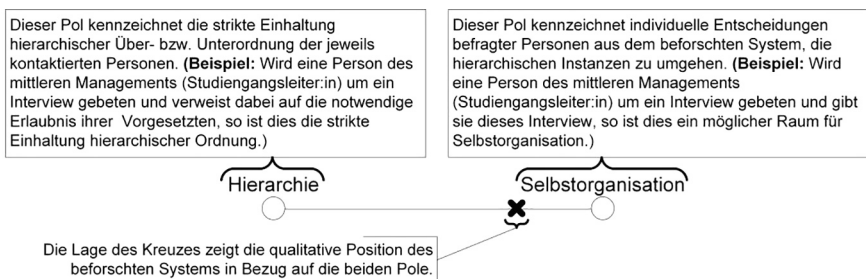 Dieser Pol kennzeichnet die strikte Einhaltung
hierarchischer Über- bzw. Unterordnung der jeweils
kontaktierten Personen. (Beispiel: Wird eine Person des
mittleren Managements (Studiengangsleiter:in) um ein
Interview gebeten und verweist dabei auf die notwendige
Erlaubnis ihrer Vorgesetzten, so ist dies die strikte
Einhaltung hierarchischer Ordnung.)
Dieser Pol kennzeichnet individuelle Entscheidungen
befragter Personen aus dem beforschten System, die
hierarchischen Instanzen zu umgehen. (Beispiel: Wird
eine Person des mittleren Managements
(Studiengangsleiter:in) um ein Interview gebeten und gibt
sie dieses Interview, so ist dies ein möglicher Raum für
Selbstorganisation.)
Hierarchie
Selbstorganisation
Die Lage des Kreuzes zeigt die qualitative Position des
beforschten Systems in Bezug auf die beiden Pole.